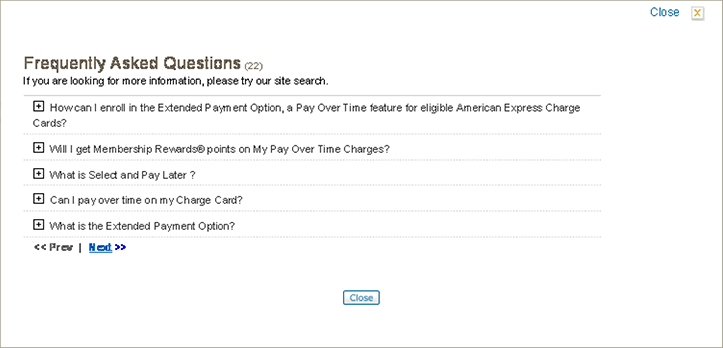 Close X
Frequently Asked Questions (22)
If you are looking for more information, please try our site search.
How can I enroll in the Extended Payment Option, a Pay Over Time feature for eligible American Express Charge
Cards?
Will I get Membership Rewards® points on My Pay Over Time Charges?
What is Select and Pay Later ?
Can I pay over time on my Charge Card?
What is the Extended Payment Option?
<< Prev | Next >>
Close